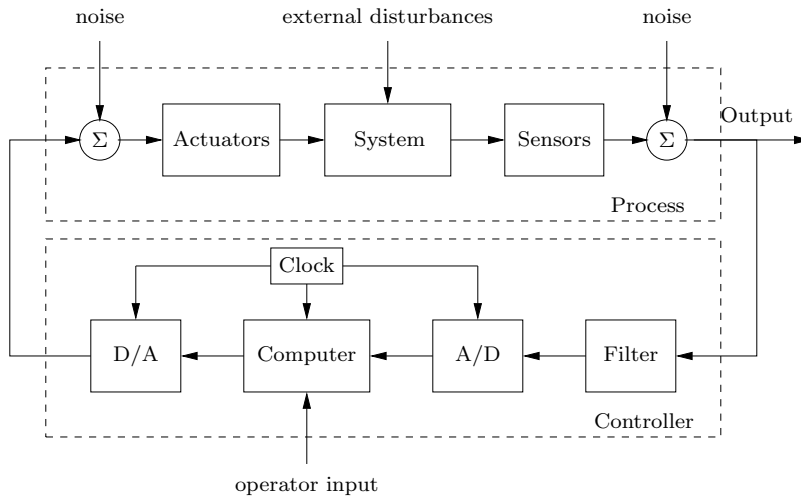 noise
external disturbances
noise
Σ
Actuators
System
Sensors
Σ
Output
Process
Clock
D/A
Computer
A/D
Filter
Controller
operator input